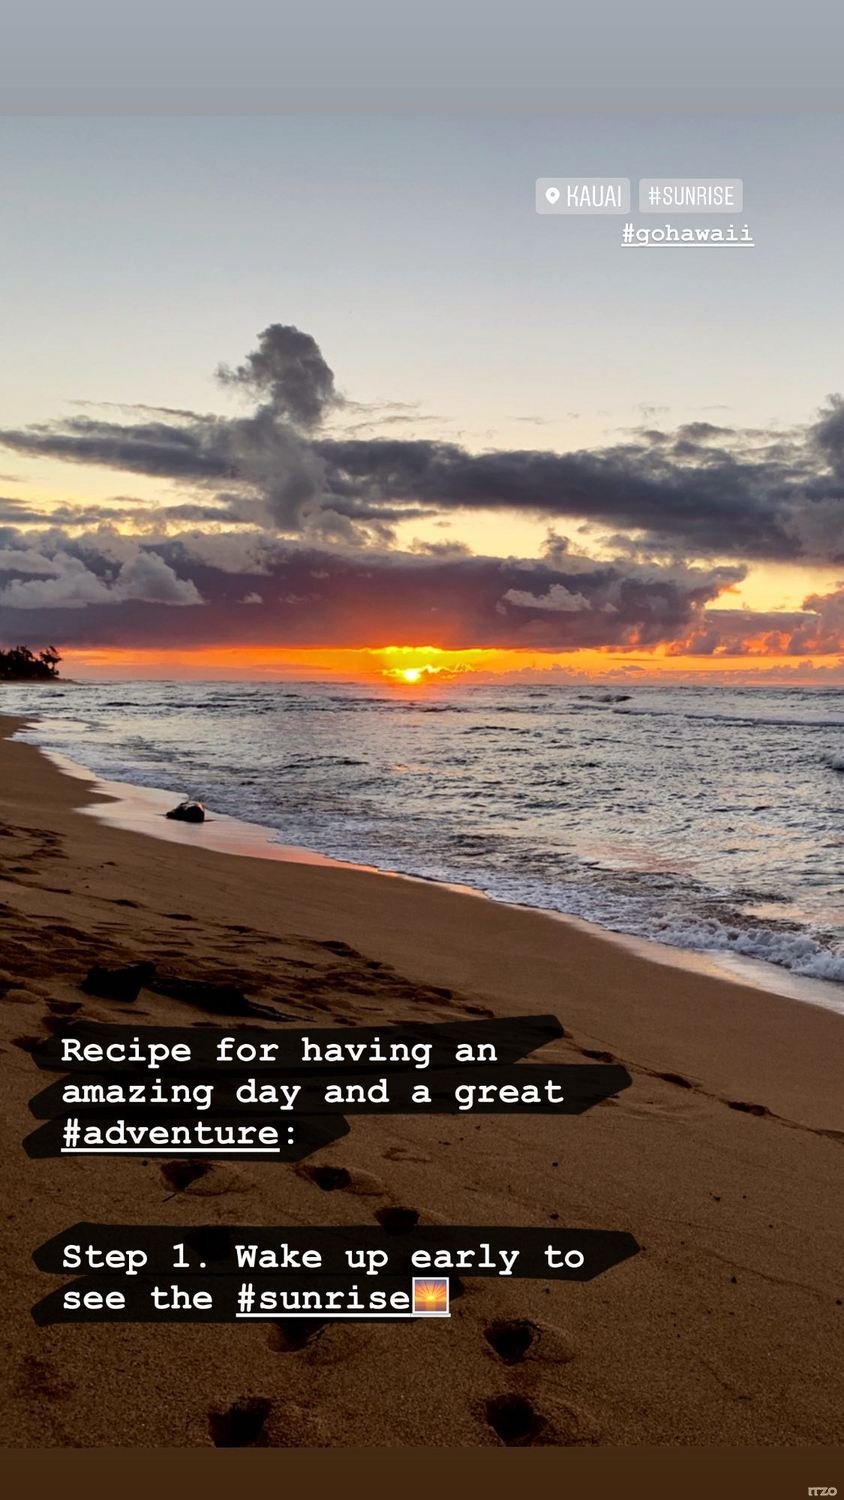 KAUAI #SUNRISE
#gohawaii
Recipe for having an
amazing day and a great
#adventure:
Step 1. Wake up early to
see the #sunrise🌅
ITZO